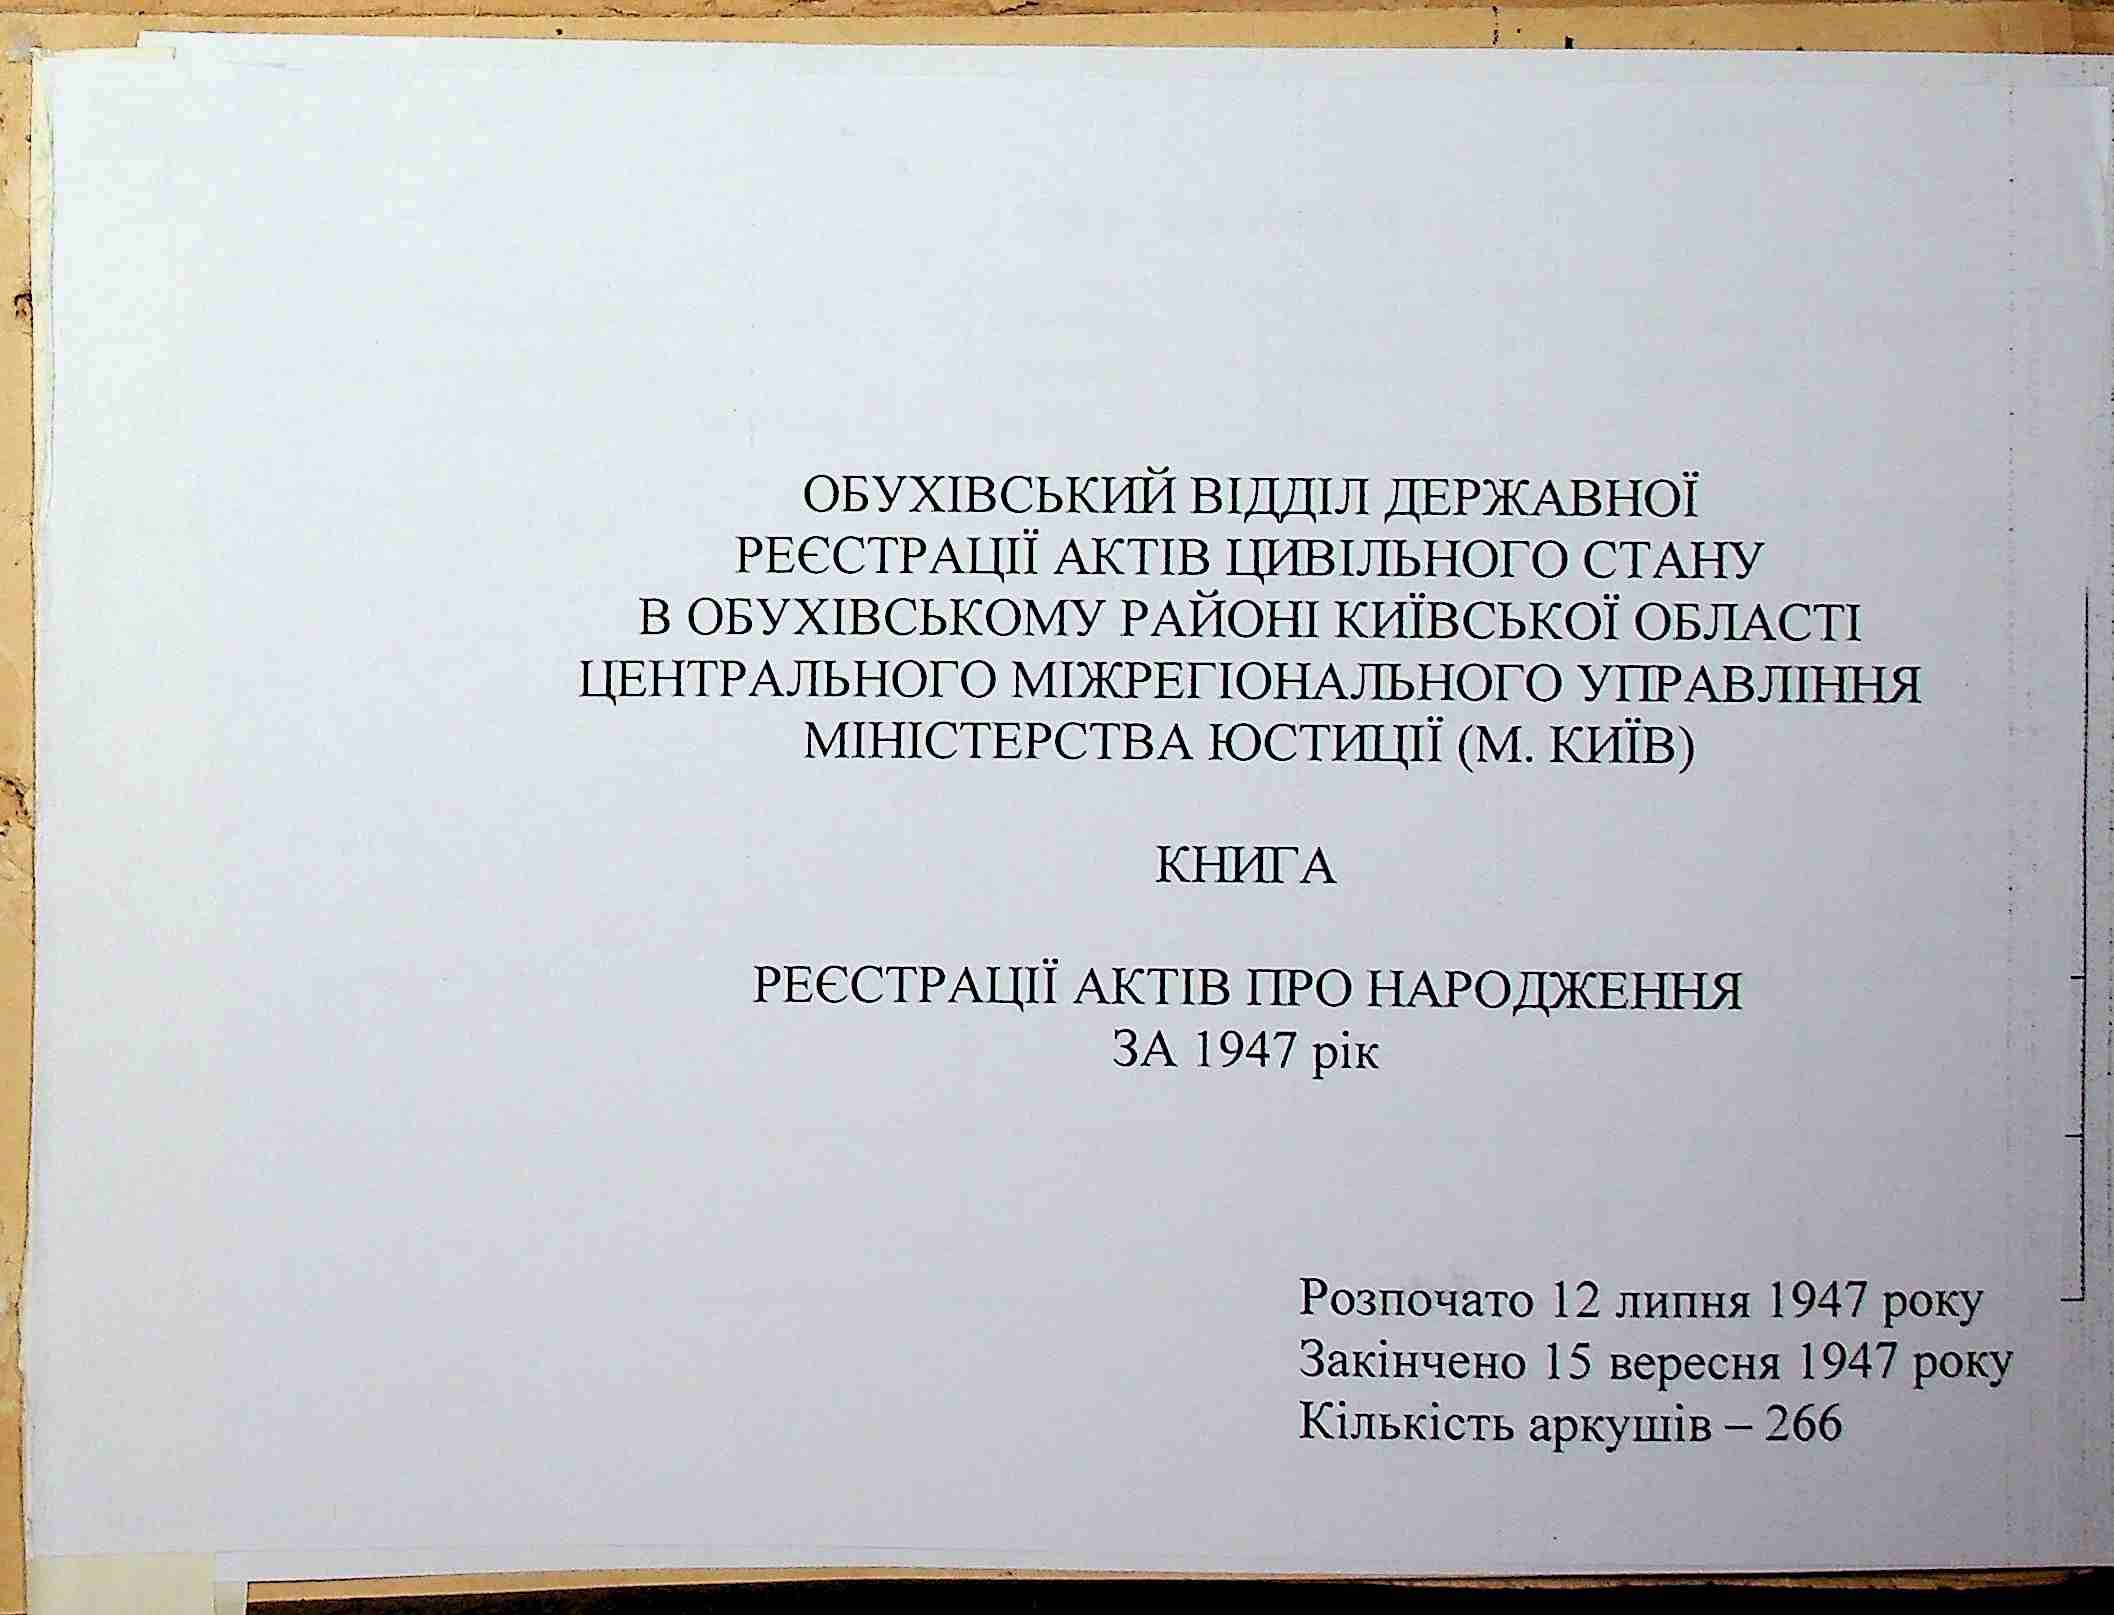 ОБУХІВСЬКИЙ ВІДДІЛ ДЕРЖАВНОЇ
РЕЄСТРАЦІЇ АКТІВ ЦИВІЛЬНОГО СТАНУ
В ОБУХІВСЬКОМУ РАЙОНІ КИЇВСЬКОЇ ОБЛАСТІ
ЦЕНТРАЛЬНОГО МІЖРЕГІОНАЛЬНОГО УПРАВЛІННЯ
МІНІСТЕРСТВА ЮСТИЦІЇ (М. КИЇВ)
КНИГА
РЕЄСТРАЦІЇ АКТІВ ПРО НАРОДЖЕННЯ
ЗА 1947 рік
Розпочато 12 липня 1947 року
Закінчено 15 вересня 1947 року
Кількість аркушів – 266